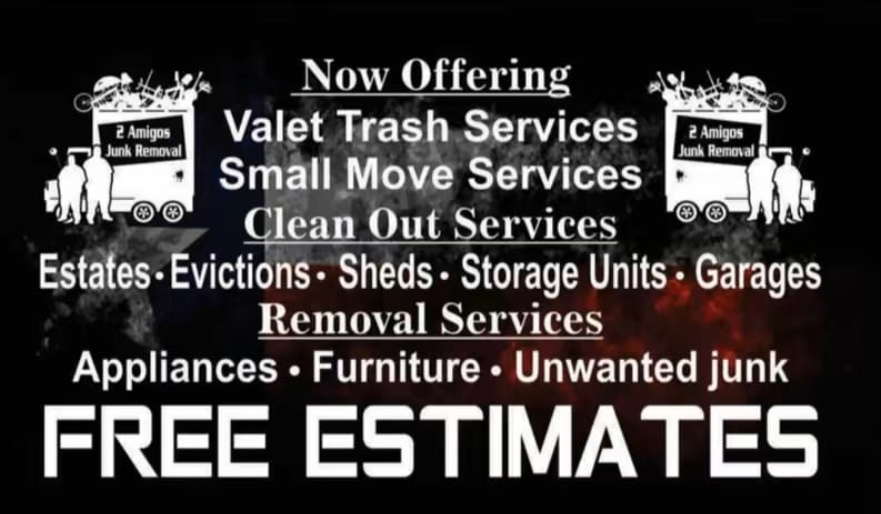 Now Offering
2 Amigos
Junk Removal
Valet Trash Services
2 Amigos
Junk Removal
Small Move Services
Clean Out Services
Estates · Evictions · Sheds · Storage Units · Garages
Removal Services
Appliances • Furniture • Unwanted junk
FREE ESTIMATES